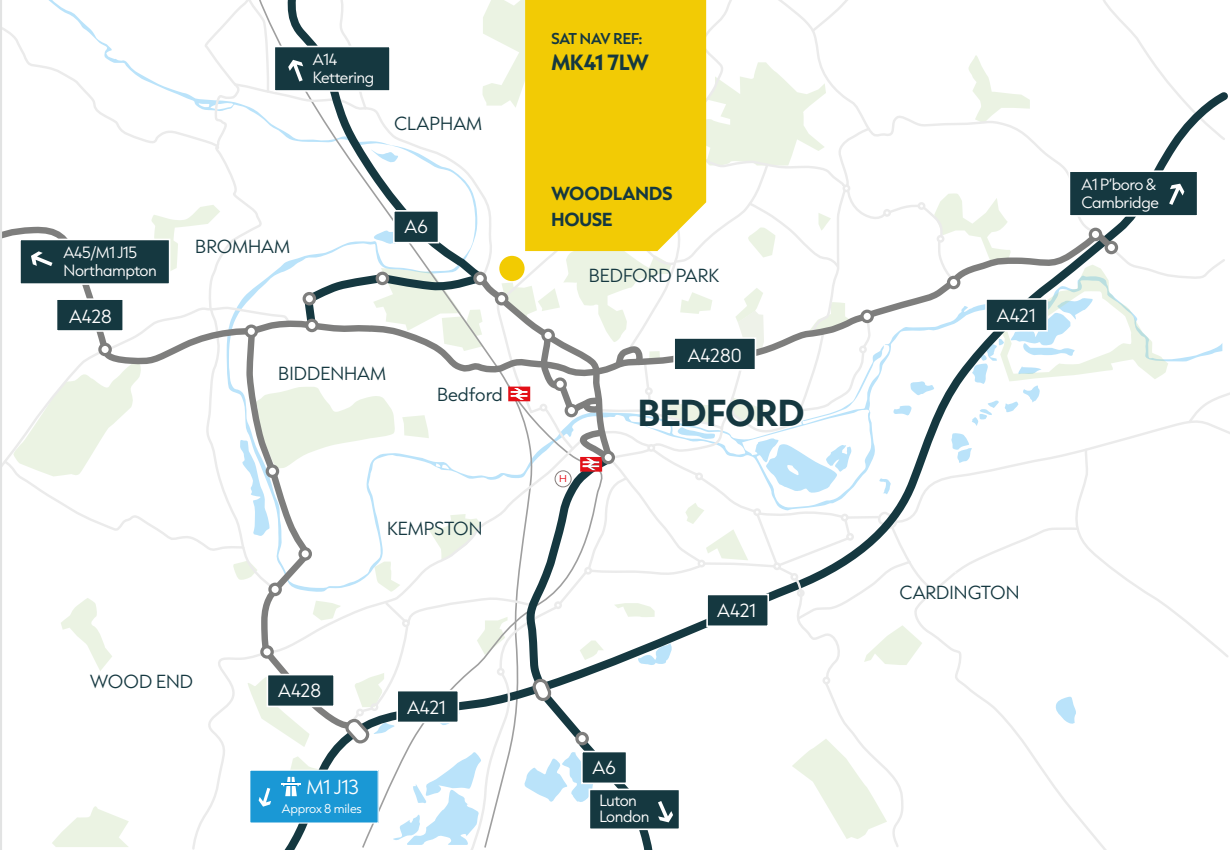 SAT NAV REF:
MK41 7LW
WOODLANDS
HOUSE
A14
Kettering
CLAPHAM
A1 P'boro &
Cambridge
A6
BROMHAM
A45/M1 J15
Northampton
BEDFORD PARK
A428
A421
A4280
BIDDENHAM
Bedford
BEDFORD
H
KEMPSTON
CARDINGTON
A421
WOOD END
A428
A421
A6
M1 J13
Approx 8 miles
Luton
London